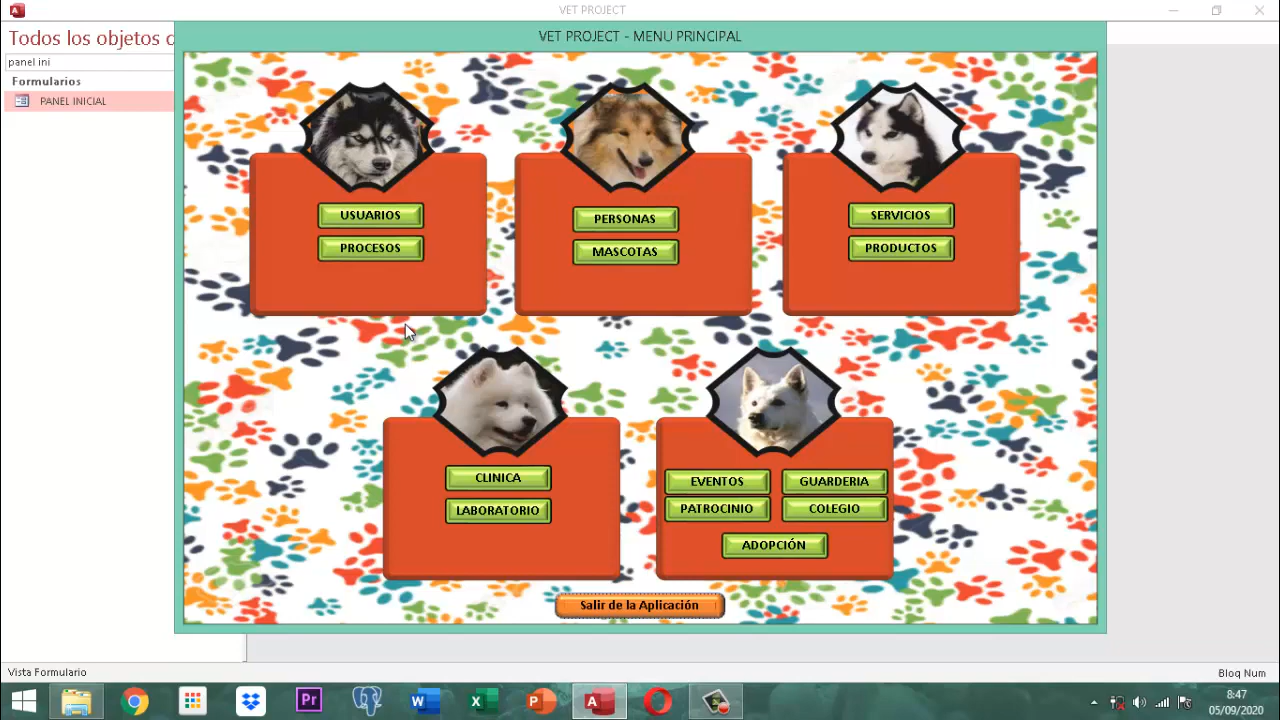 VET PROJECT
Todos los objetos d
panel ini
Formularios
PANEL INICIAL
VET PROJECT - MENU PRINCIPAL
USUARIOS
PROCESOS
PERSONAS
MASCOTAS
SERVICIOS
PRODUCTOS
CLINICA
LABORATORIO
EVENTOS
GUARDERIA
PATROCINIO
COLEGIO
ADOPCIÓN
Salir de la Aplicación
Vista Formulario
Bloq Num
8:47
05/09/2020